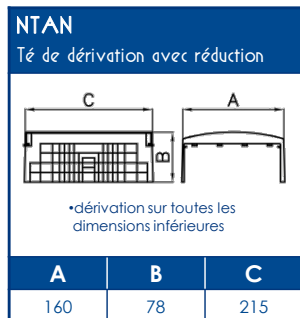 NTAN
Té de dérivation avec réduction
C
A
B
•dérivation sur toutes les
dimensions inférieures
A B C
160 78 215